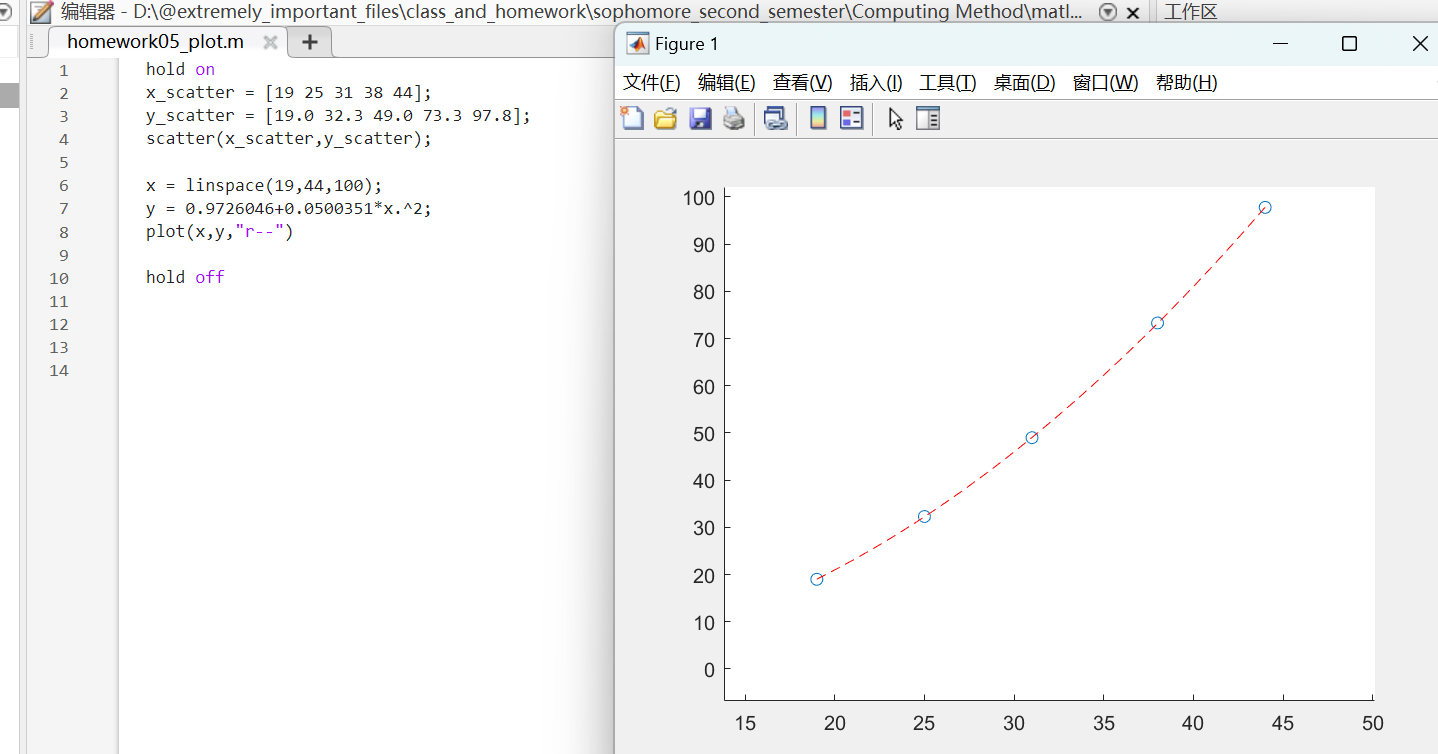 编辑器 - D:\@extremely_important_files\class_and_homework\sophomore_second_semester\Computing Method\matl...
工作区
homework05_plot.m
1 hold on
2 x_scatter = [19 25 31 38 44];
3 y_scatter = [19.0 32.3 49.0 73.3 97.8];
4 scatter(x_scatter,y_scatter);
5
6 x = linspace(19,44,100);
7 y = 0.9726046+0.0500351*x.^2;
8 plot(x,y,"r--")
9
10 hold off
11
12
13
14
Figure 1
文件(F) 编辑(E) 查看(V) 插入(I) 工具(T) 桌面(D) 窗口(W) 帮助(H)
100
90
80
70
60
50
40
30
20
10
0
15 20 25 30 35 40 45 50